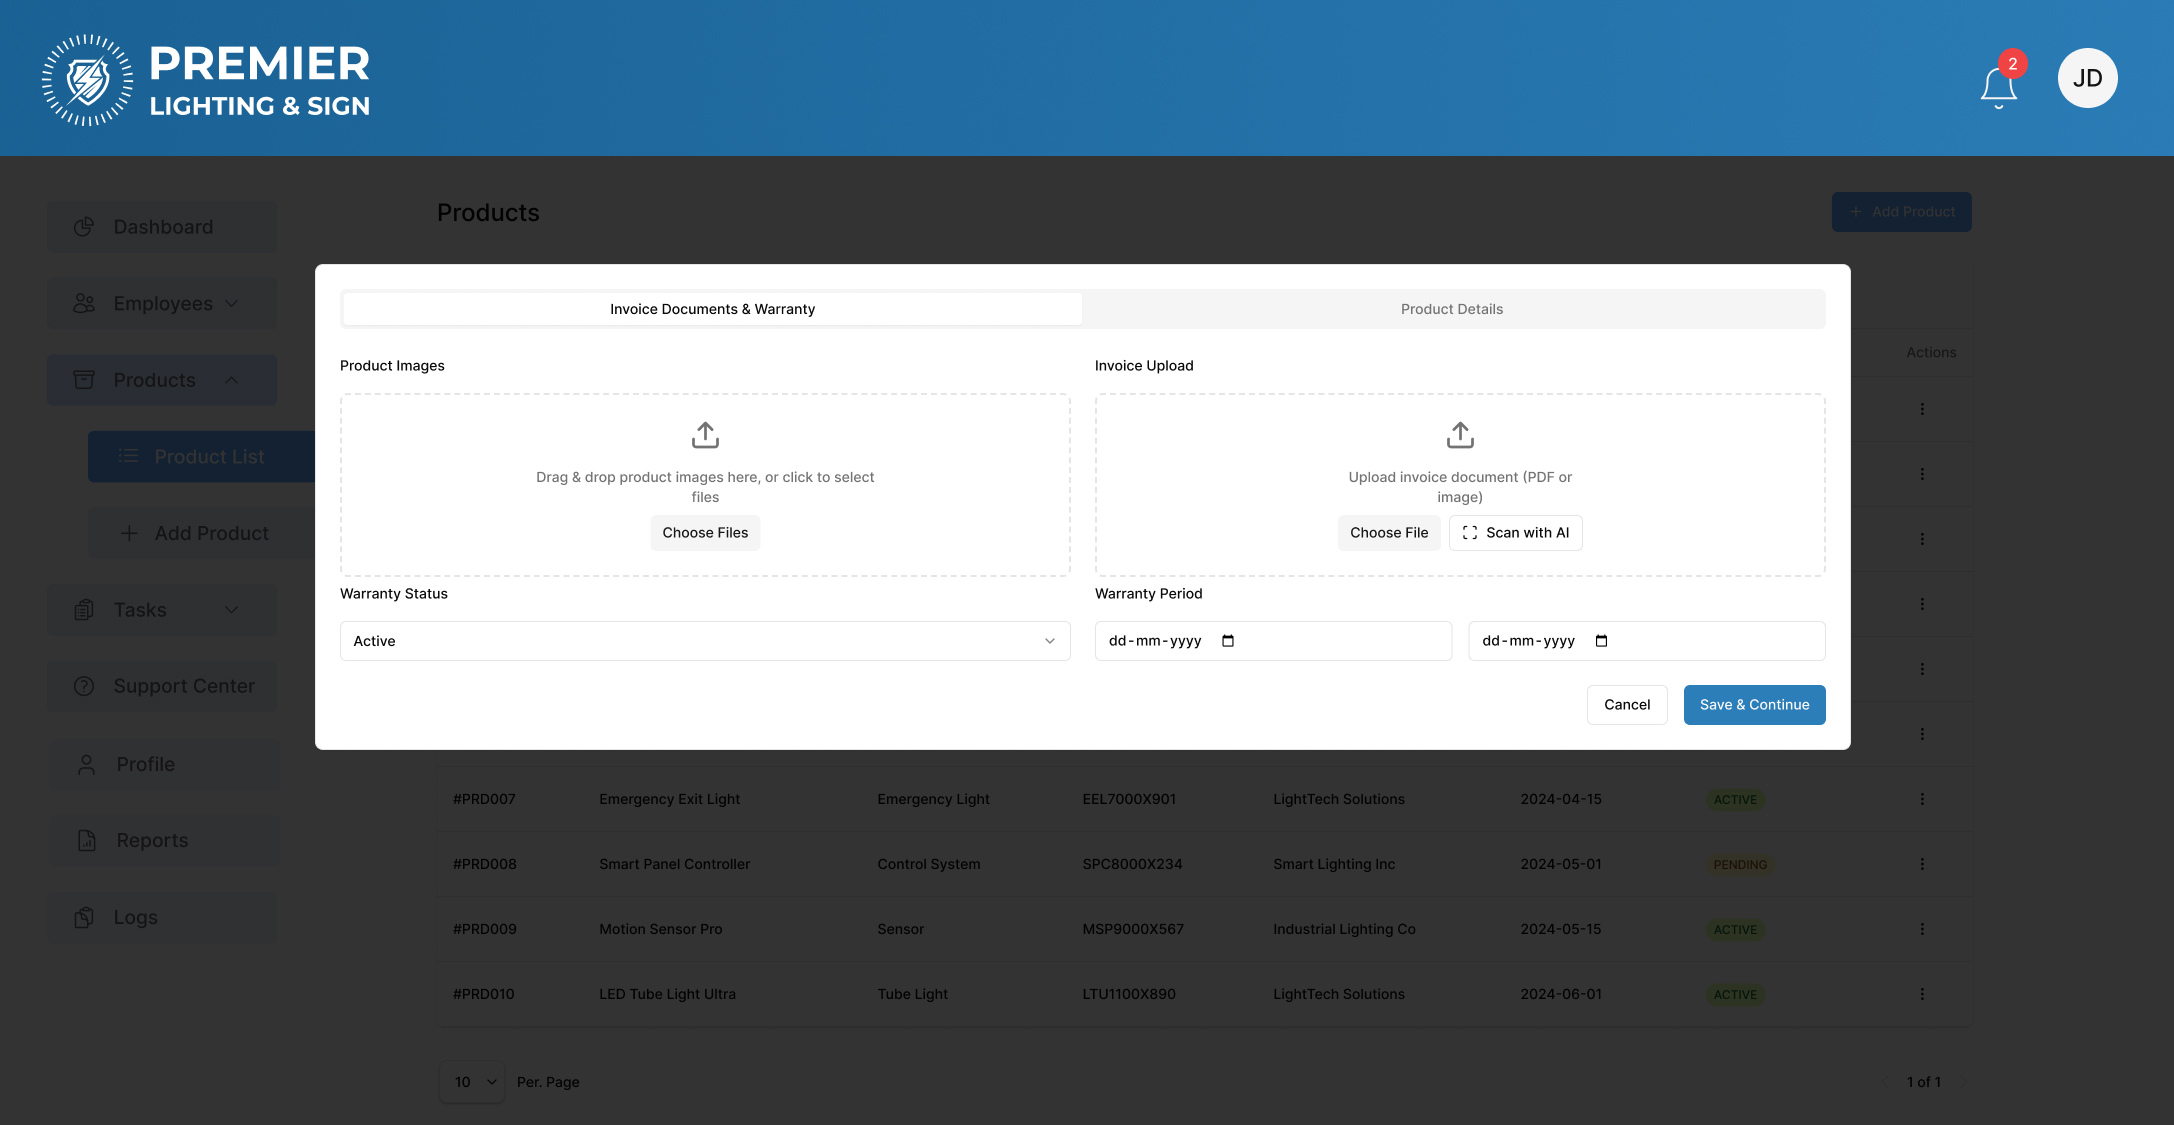 PREMIER
LIGHTING & SIGN
2
JD
Dashboard
Employees
Products
Product List
Add Product
Tasks
Support Center
Profile
Reports
Logs
Products
Add Product
Invoice Documents & Warranty
Product Details
Product Images
Drag & drop product images here, or click to select
files
Choose Files
Invoice Upload
Upload invoice document (PDF or
image)
Choose File
Scan with AI
Warranty Status
Active
Warranty Period
dd-mm-yyyy
dd-mm-yyyy
Cancel
Save & Continue
Actions
#PRD007 Emergency Exit Light Emergency Light EEL7000X901 LightTech Solutions 2024-04-15 ACTIVE
#PRD008 Smart Panel Controller Control System SPC8000X234 Smart Lighting Inc 2024-05-01 PENDING
#PRD009 Motion Sensor Pro Sensor MSP9000X567 Industrial Lighting Co 2024-05-15 ACTIVE
#PRD010 LED Tube Light Ultra Tube Light LTU1100X890 LightTech Solutions 2024-06-01 ACTIVE
10 Per. Page
1 of 1